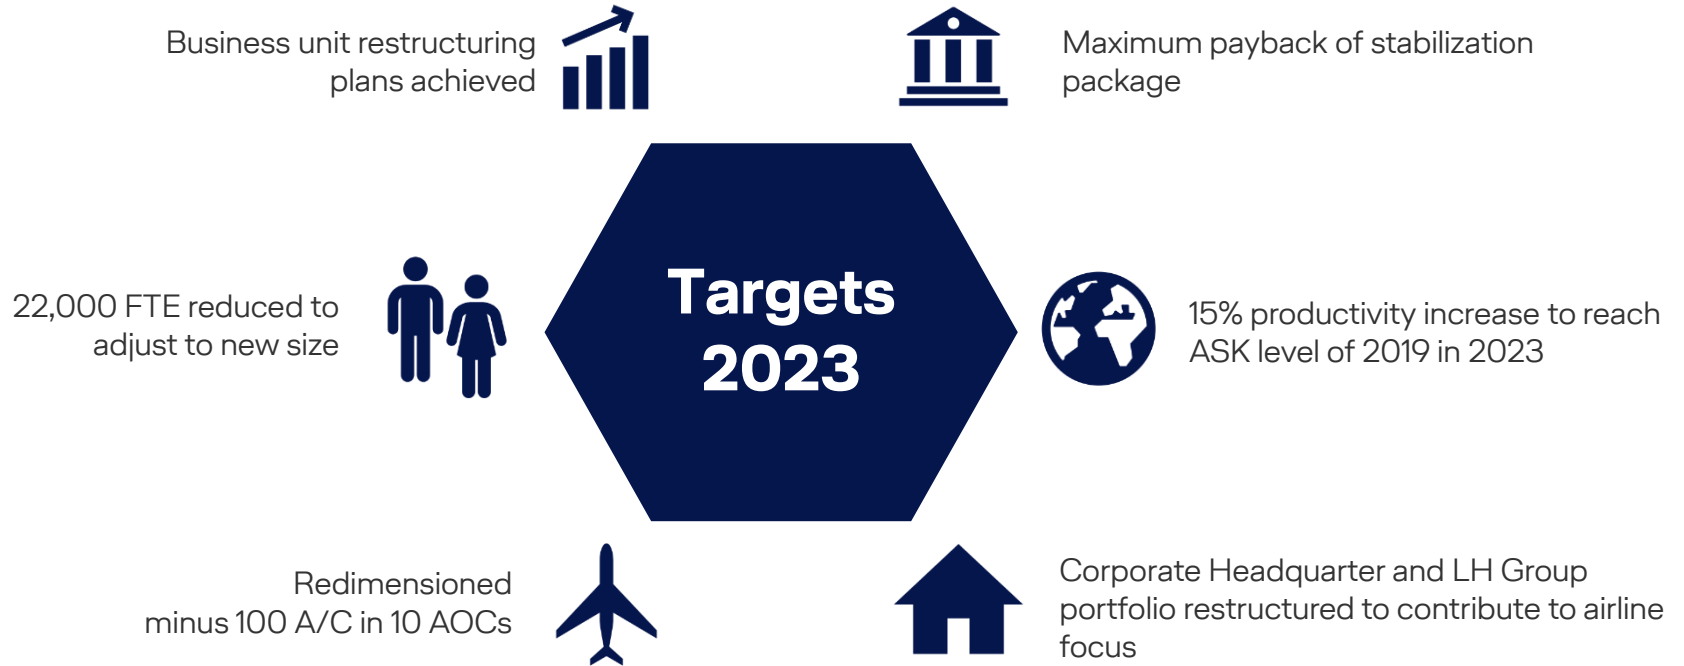 Business unit restructuring
plans achieved
Maximum payback of stabilization
package
Targets
2023
22,000 FTE reduced to
adjust to new size
15% productivity increase to reach
ASK level of 2019 in 2023
Redimensioned
minus 100 A/C in 10 AOCs
Corporate Headquarter and LH Group
portfolio restructured to contribute to airline
focus